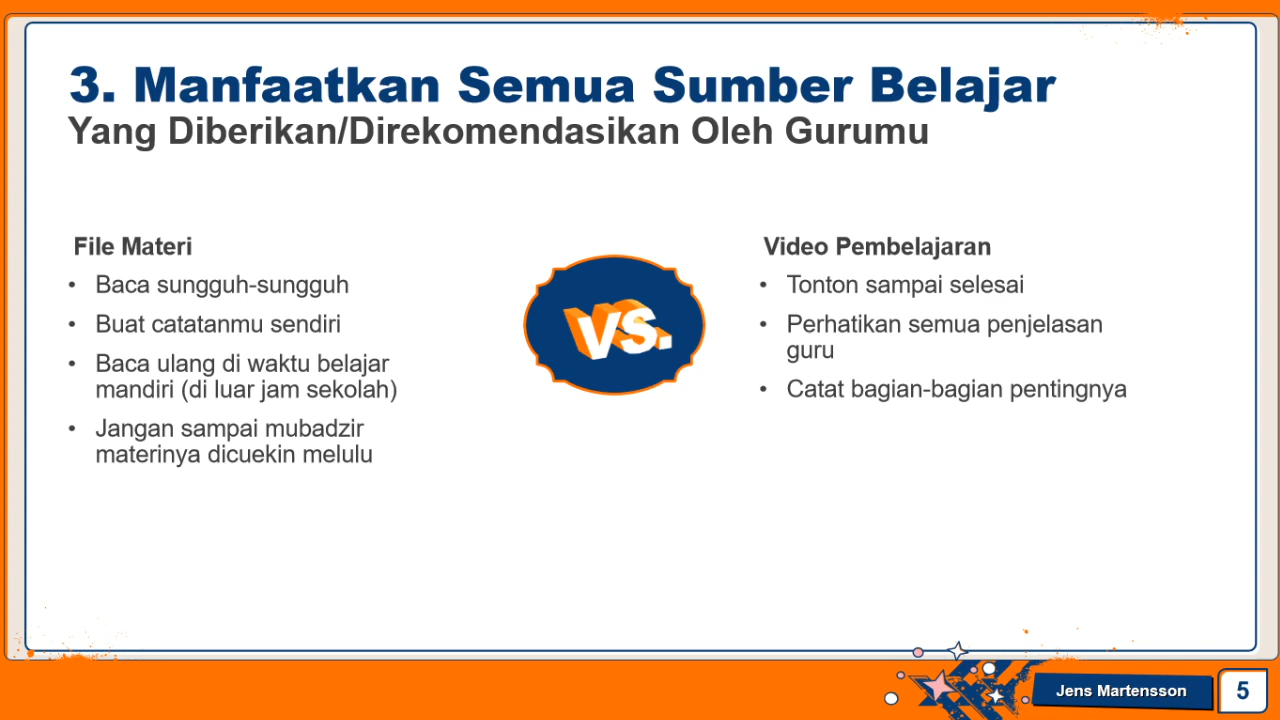 3. Manfaatkan Semua Sumber Belajar
Yang Diberikan/Direkomendasikan Oleh Gurumu
File Materi
• Baca sungguh-sungguh
• Buat catatanmu sendiri
• Baca ulang di waktu belajar
mandiri (di luar jam sekolah)
• Jangan sampai mubadzir
materinya dicuekin melulu
VS.
Video Pembelajaran
• Tonton sampai selesai
• Perhatikan semua penjelasan
guru
• Catat bagian-bagian pentingnya
Jens Martensson
5